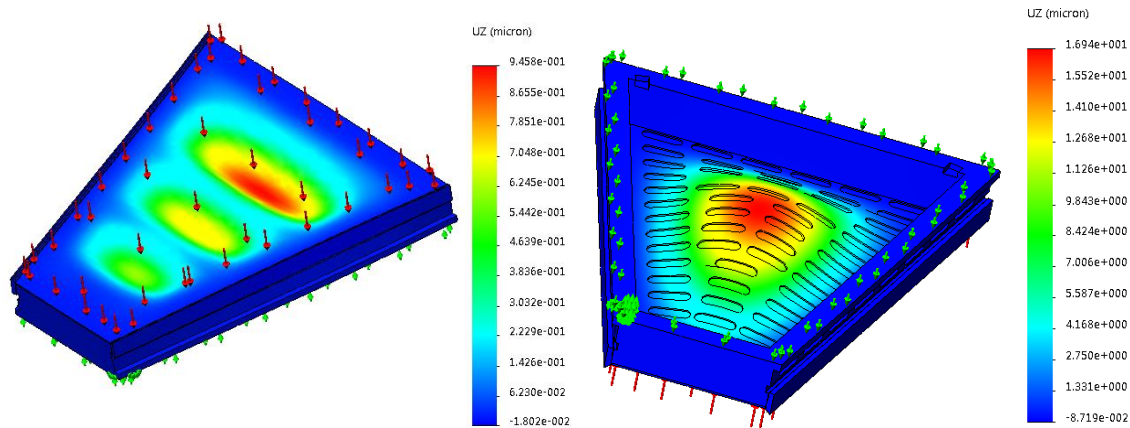 UZ (micron)
9.458e-001
8.655e-001
7.851e-001
7.048e-001
6.245e-001
5.442e-001
4.639e-001
3.836e-001
3.032e-001
2.229e-001
1.426e-001
6.230e-002
-1.802e-002
UZ (micron)
1.694e+001
1.552e+001
1.410e+001
1.268e+001
1.126e+001
9.843e+000
8.424e+000
7.006e+000
5.587e+000
4.168e+000
2.750e+000
1.331e+000
-8.719e-002